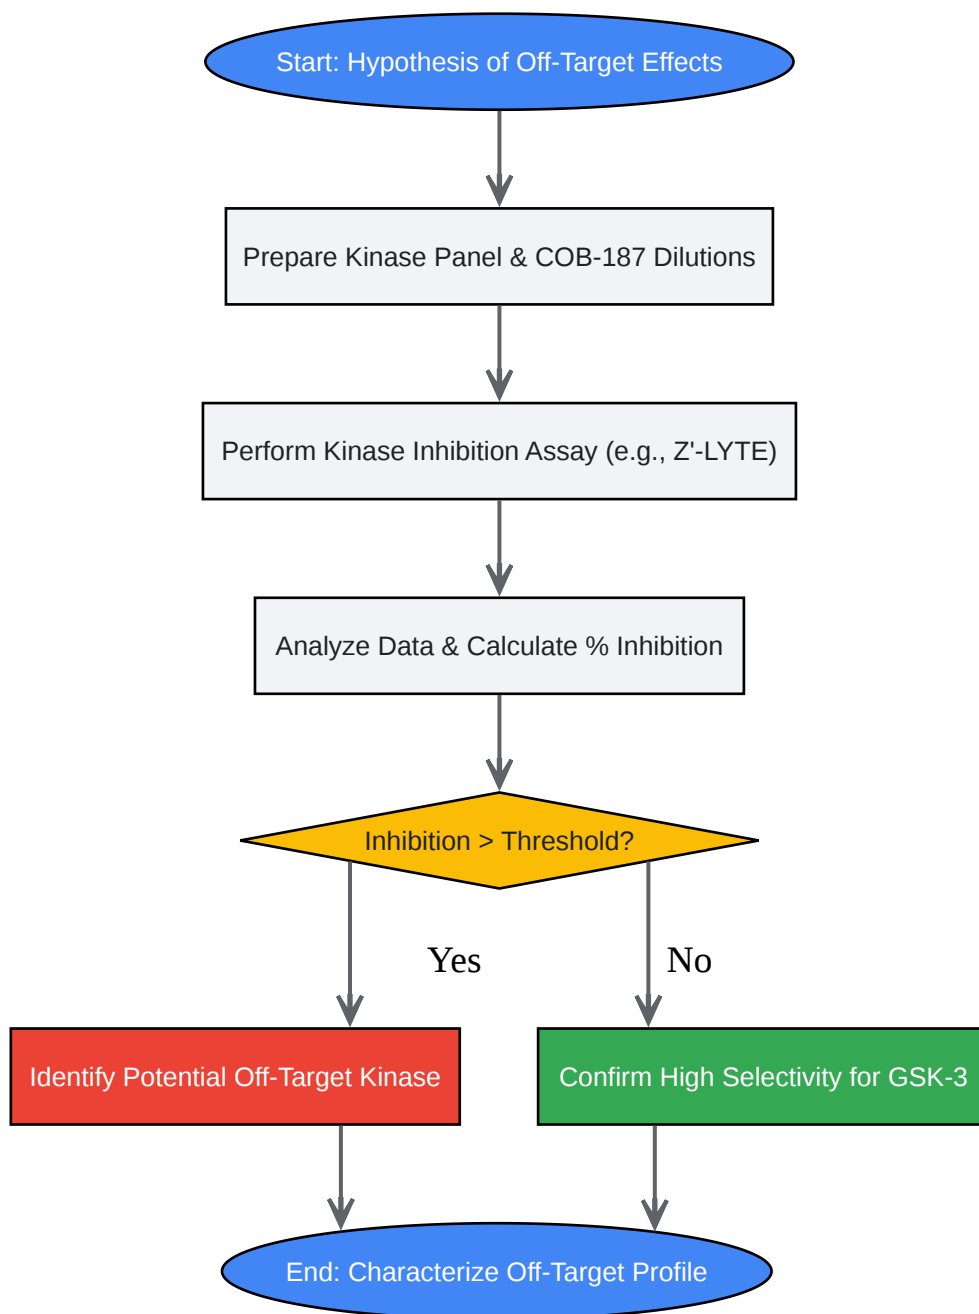 Start: Hypothesis of Off-Target Effects
Prepare Kinase Panel & COB-187 Dilutions
Perform Kinase Inhibition Assay (e.g., Z'-LYTE)
Analyze Data & Calculate % Inhibition
Inhibition > Threshold?
Yes
No
Identify Potential Off-Target Kinase
Confirm High Selectivity for GSK-3
End: Characterize Off-Target Profile